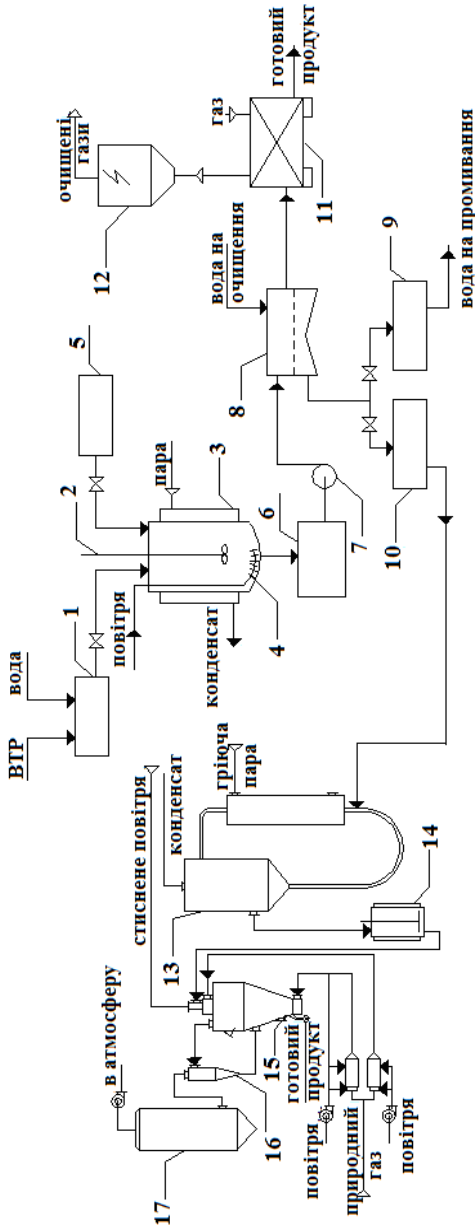 ВТР
вода
1
2
5
повітря
пара
3
4
конденсат
6
7
8
вода на
очищення
очищені
гази
12
газ
готовий
продукт
11
9
10
вода на промивання
в атмосферу
17
16
стиснене повітря
конденсат
13
гріюча
пара
14
15
готовий
продукт
повітря
природний
газ
повітря